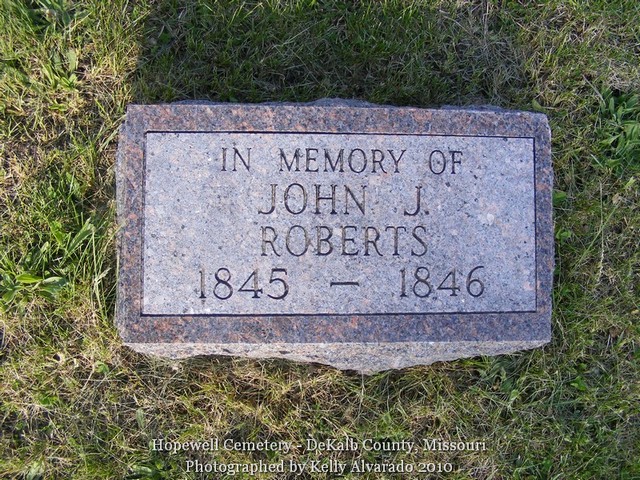 IN MEMORY OF
JOHN J.
ROBERTS
1845 — 1846
Hopewell Cemetery - DeKalb County, Missouri
Photographed by Kelly Alvarado 2010